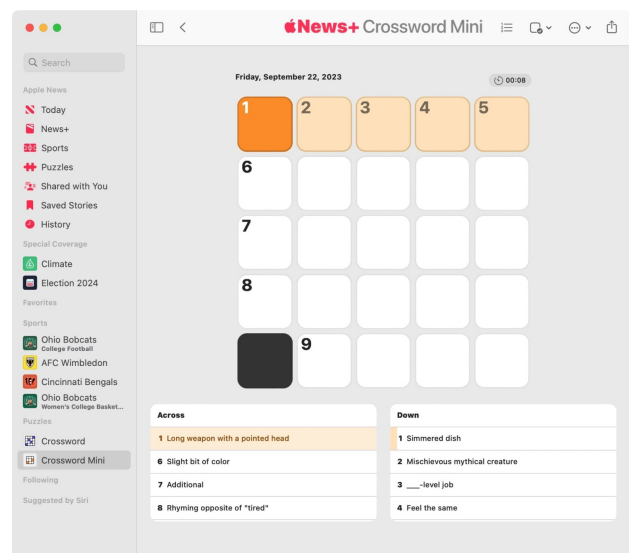 News+ Crossword Mini
Search
Apple News
Today
News+
Sports
Puzzles
Shared with You
Saved Stories
History
Special Coverage
Climate
Election 2024
Favorites
Sports
Ohio Bobcats
College Football
AFC Wimbledon
Cincinnati Bengals
Ohio Bobcats
Women's College Basket...
Puzzles
Crossword
Crossword Mini
Following
Suggested by Siri
Friday, September 22, 2023
00:08
1 2 3 4 5
6
7
8
9
Across
1 Long weapon with a pointed head
6 Slight bit of color
7 Additional
8 Rhyming opposite of "tired"
Down
1 Simmered dish
2 Mischievous mythical creature
3 ___-level job
4 Feel the same